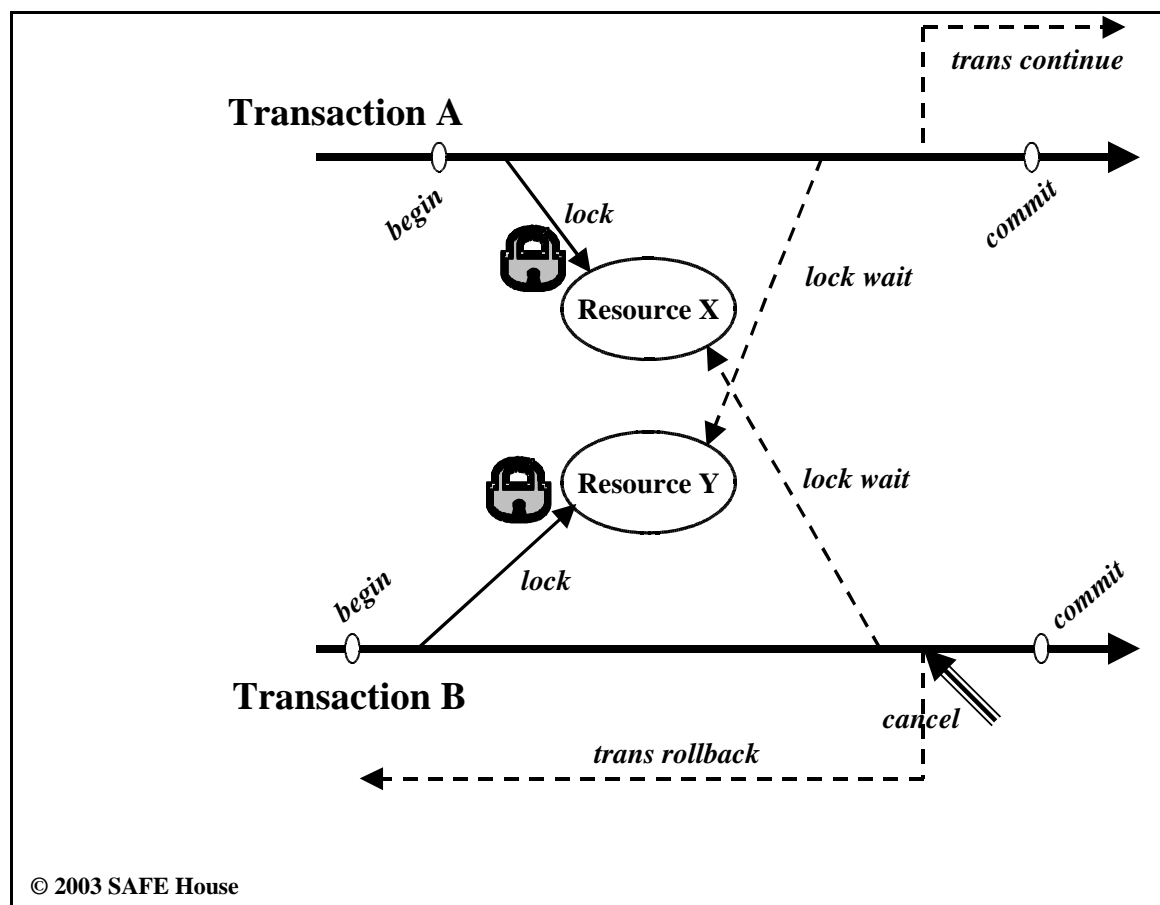 trans continue
Transaction A
begin
lock
commit
Resource X
lock wait
Resource Y
lock wait
lock
begin
commit
Transaction B
cancel
trans rollback
© 2003 SAFE House